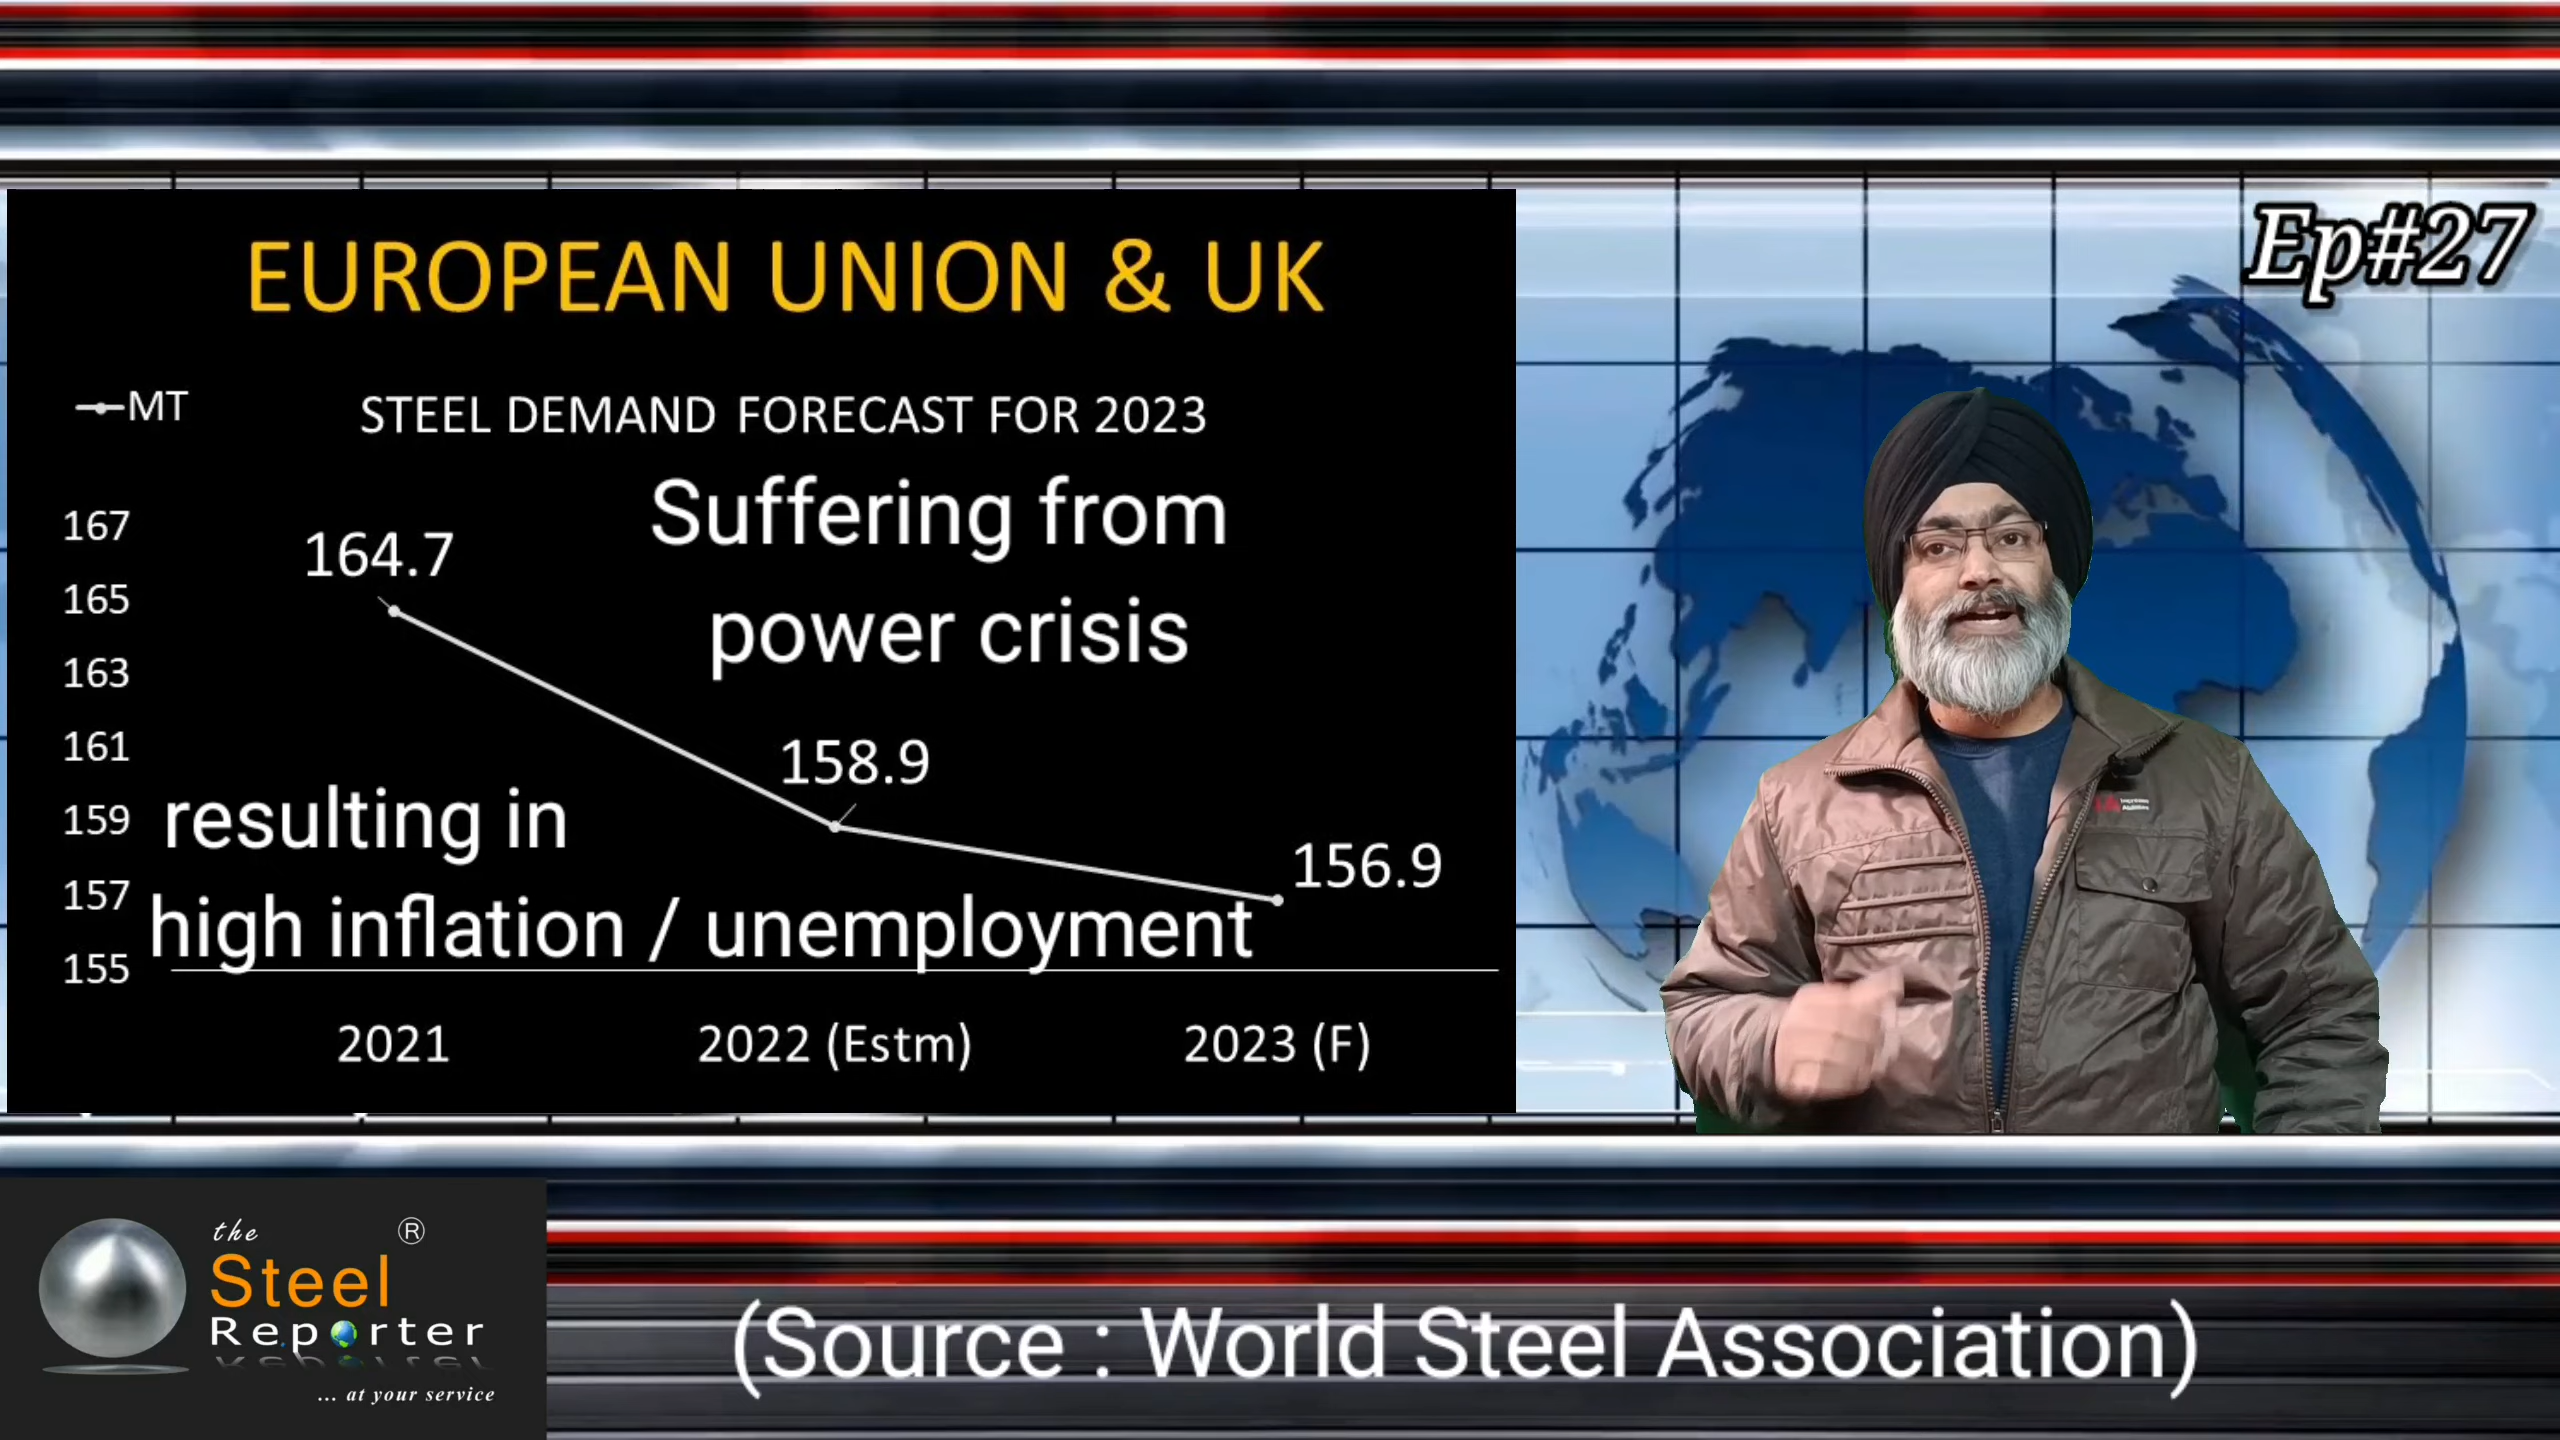 Ep#27
EUROPEAN UNION & UK
MT
STEEL DEMAND FORECAST FOR 2023
Suffering from
power crisis
167
165
163
161
159
157
155
164.7
158.9
156.9
resulting in
high inflation / unemployment
2021
2022 (Estm)
2023 (F)
the ®
Steel
Reporter
... at your service
(Source : World Steel Association)